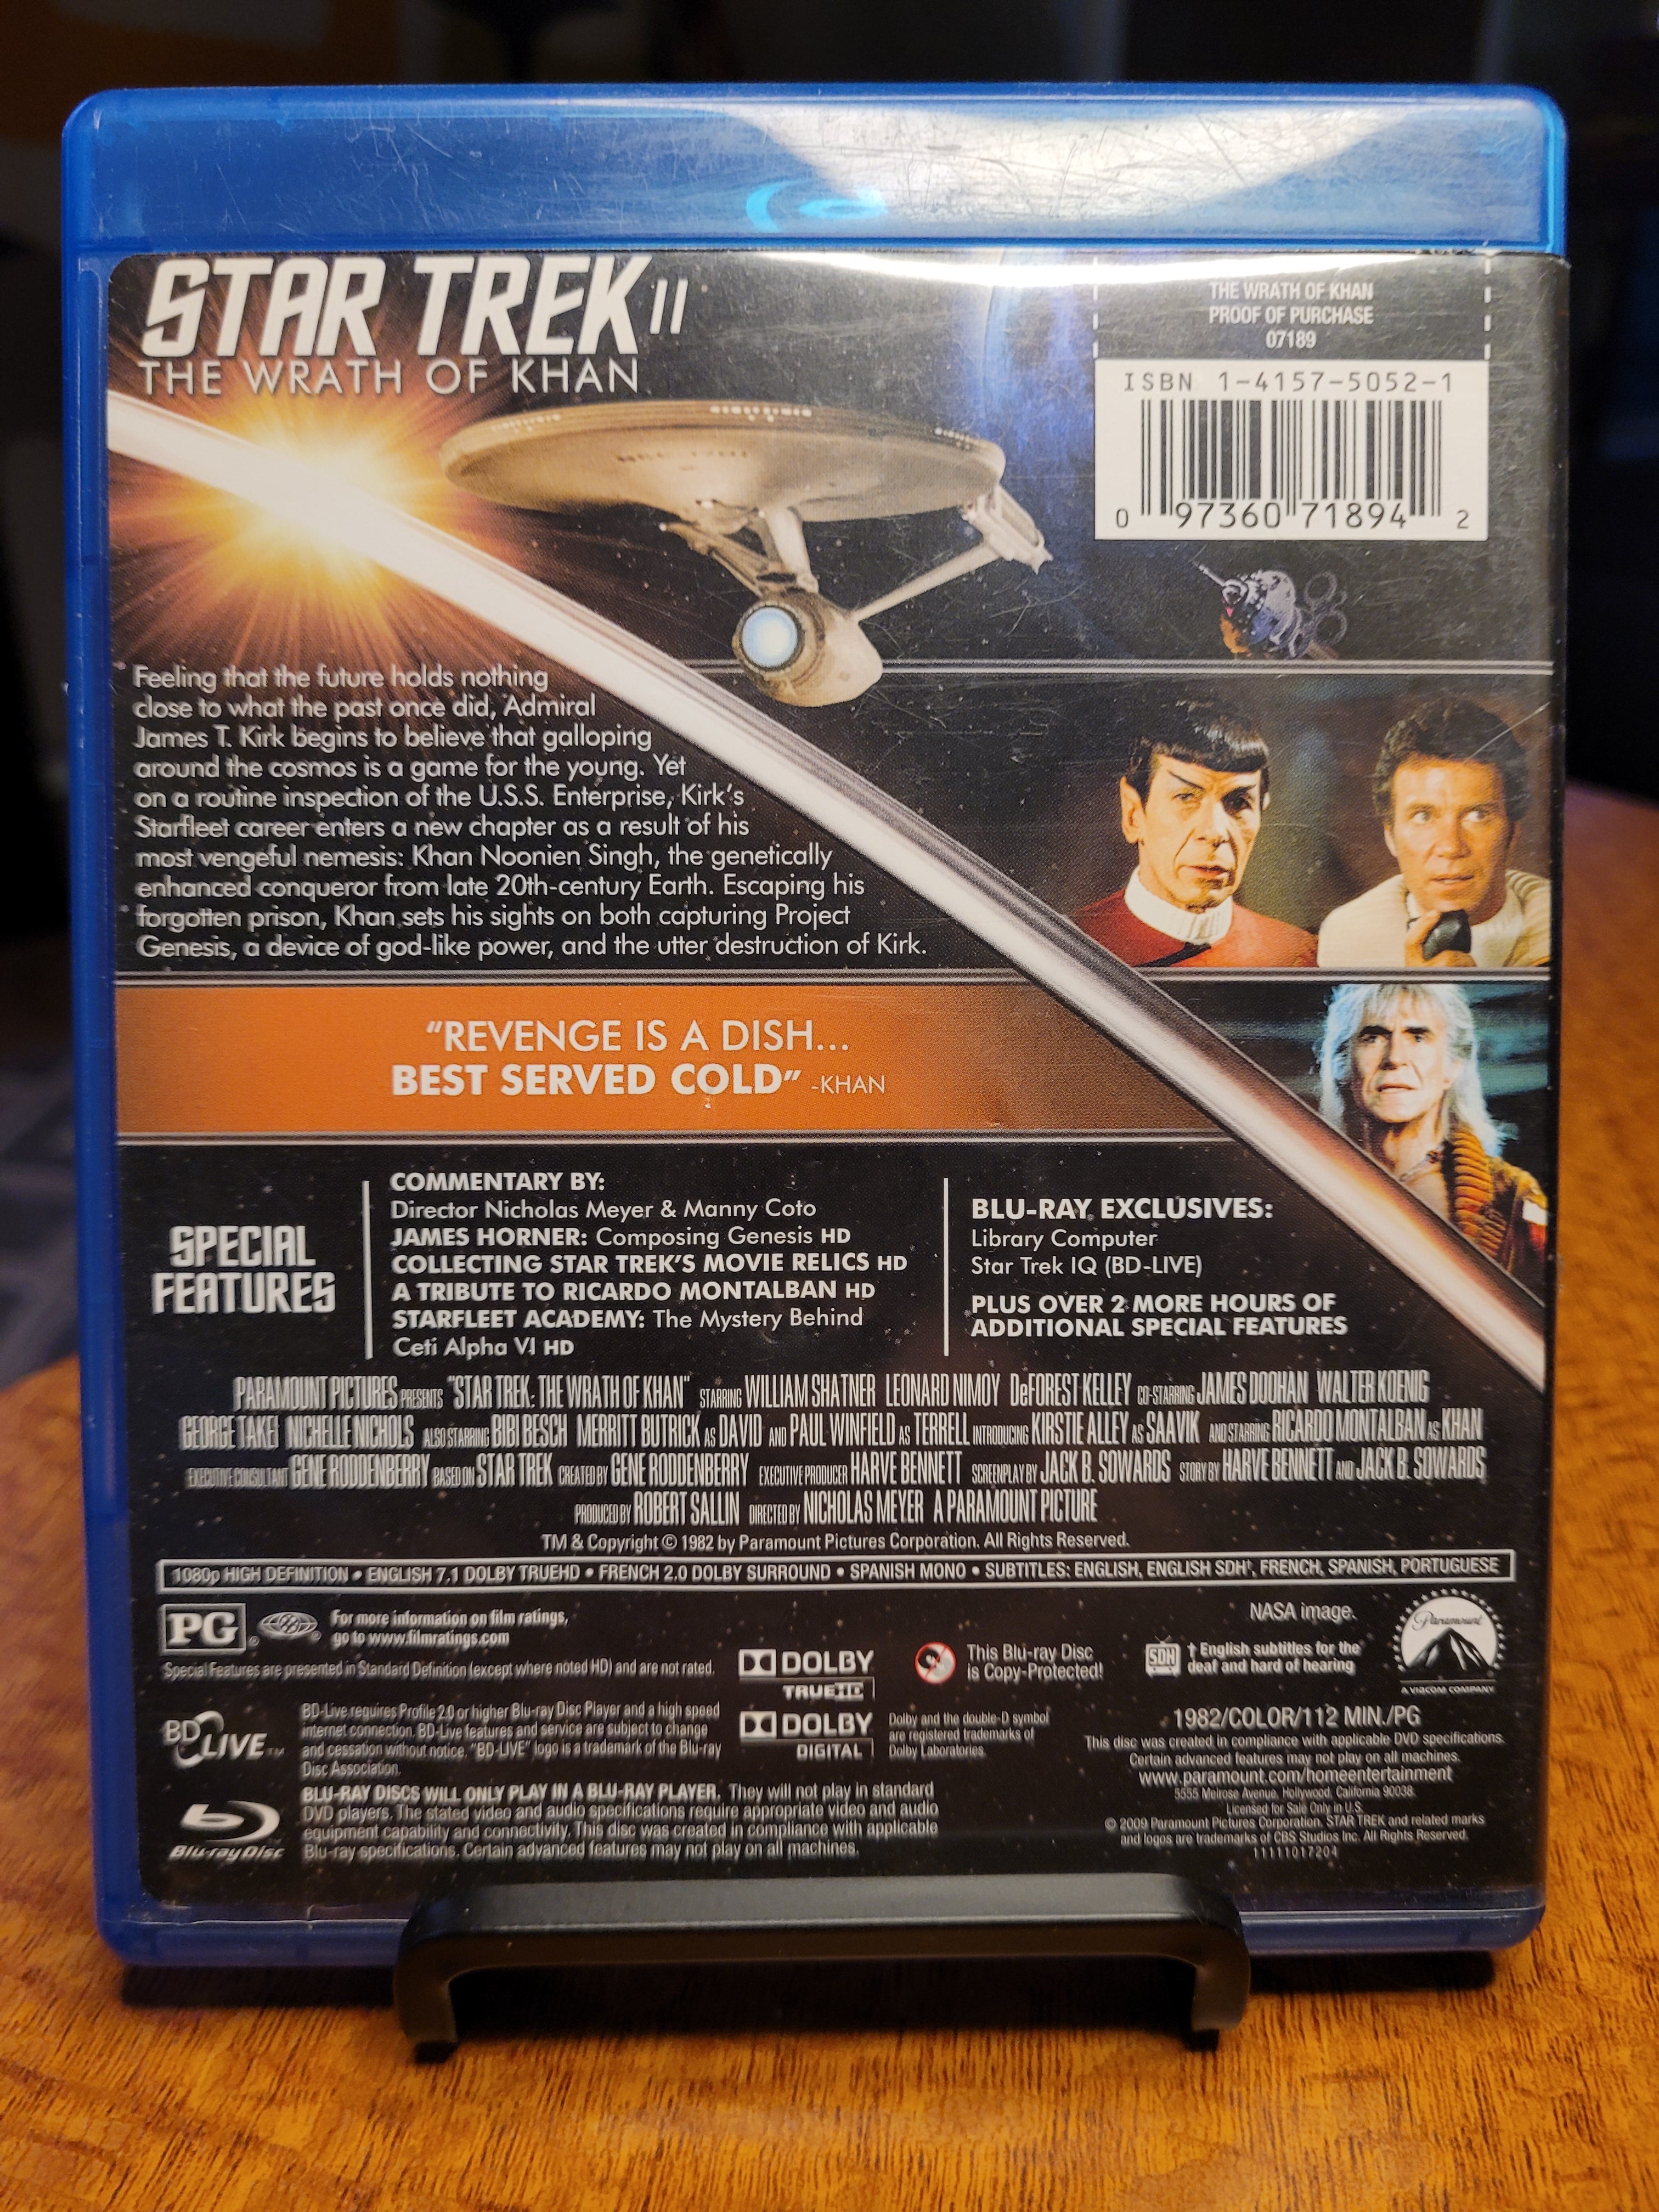 STAR TREK II
THE WRATH OF KHAN
THE WRATH OF KHAN
PROOF OF PURCHASE
07189
ISBN 1-4157-5052-1
0 97360 71894 2
Feeling that the future holds nothing
close to what the past once did, Admiral
James T. Kirk begins to believe that galloping
around the cosmos is a game for the young. Yet
on a routine inspection of the U.S.S. Enterprise, Kirk's
Starfleet career enters a new chapter as a result of his
most vengeful nemesis: Khan Noonien Singh, the genetically
enhanced conqueror from late 20th-century Earth. Escaping his
forgotten prison, Khan sets his sights on both capturing Project
Genesis, a device of god-like power, and the utter destruction of Kirk.
"REVENGE IS A DISH...
BEST SERVED COLD" -KHAN
SPECIAL
FEATURES
COMMENTARY BY:
Director Nicholas Meyer & Manny Coto
JAMES HORNER: Composing Genesis HD
COLLECTING STAR TREK'S MOVIE RELICS HD
A TRIBUTE TO RICARDO MONTALBAN HD
STARFLEET ACADEMY: The Mystery Behind
Ceti Alpha VI HD
BLU-RAY EXCLUSIVES:
Library Computer
Star Trek IQ (BD-LIVE)
PLUS OVER 2 MORE HOURS OF
ADDITIONAL SPECIAL FEATURES
PARAMOUNT PICTURES PRESENTS "STAR TREK: THE WRATH OF KHAN" STARRING WILLIAM SHATNER LEONARD NIMOY DeFOREST KELLEY CO-STARRING JAMES DOOHAN WALTER KOENIG
GEORGE TAKEI NICHELLE NICHOLS ALSO STARRING BIBI BESCH MERRITT BUTRICK AS DAVID AND PAUL WINFIELD AS TERRELL INTRODUCING KIRSTIE ALLEY AS SAAVIK AND STARRING RICARDO MONTALBAN AS KHAN
EXECUTIVE CONSULTANT GENE RODDENBERRY BASED ON STAR TREK CREATED BY GENE RODDENBERRY EXECUTIVE PRODUCER HARVE BENNETT SCREENPLAY BY JACK B. SOWARDS STORY BY HARVE BENNETT AND JACK B. SOWARDS
PRODUCED BY ROBERT SALLIN DIRECTED BY NICHOLAS MEYER A PARAMOUNT PICTURE
TM & Copyright © 1982 by Paramount Pictures Corporation. All Rights Reserved.
1080p HIGH DEFINITION • ENGLISH 7.1 DOLBY TRUEHD • FRENCH 2.0 DOLBY SURROUND • SPANISH MONO • SUBTITLES: ENGLISH, ENGLISH SDH†, FRENCH, SPANISH, PORTUGUESE
PG ®
For more information on film ratings,
go to www.filmratings.com
Special Features are presented in Standard Definition (except where noted HD) and are not rated.
BD LIVE™
BD-Live requires Profile 2.0 or higher Blu-ray Disc Player and a high speed
internet connection. BD-Live features and service are subject to change
and cessation without notice. "BD-LIVE" logo is a trademark of the Blu-ray
Disc Association.
Blu-ray Disc
BLU-RAY DISCS WILL ONLY PLAY IN A BLU-RAY PLAYER. They will not play in standard
DVD players. The stated video and audio specifications require appropriate video and audio
equipment capability and connectivity. This disc was created in compliance with applicable
Blu-ray specifications. Certain advanced features may not play on all machines.
DOLBY
TRUEHD
DOLBY
DIGITAL
Dolby and the double-D symbol
are registered trademarks of
Dolby Laboratories.
This Blu-ray Disc
is Copy-Protected!
NASA image.
SDH
† English subtitles for the
deaf and hard of hearing
Paramount
A VIACOM COMPANY
1982/COLOR/112 MIN./PG
This disc was created in compliance with applicable DVD specifications.
Certain advanced features may not play on all machines.
www.paramount.com/homeentertainment
5555 Melrose Avenue, Hollywood, California 90038.
Licensed for Sale Only in U.S.
© 2009 Paramount Pictures Corporation. STAR TREK and related marks
and logos are trademarks of CBS Studios Inc. All Rights Reserved.
11111017204